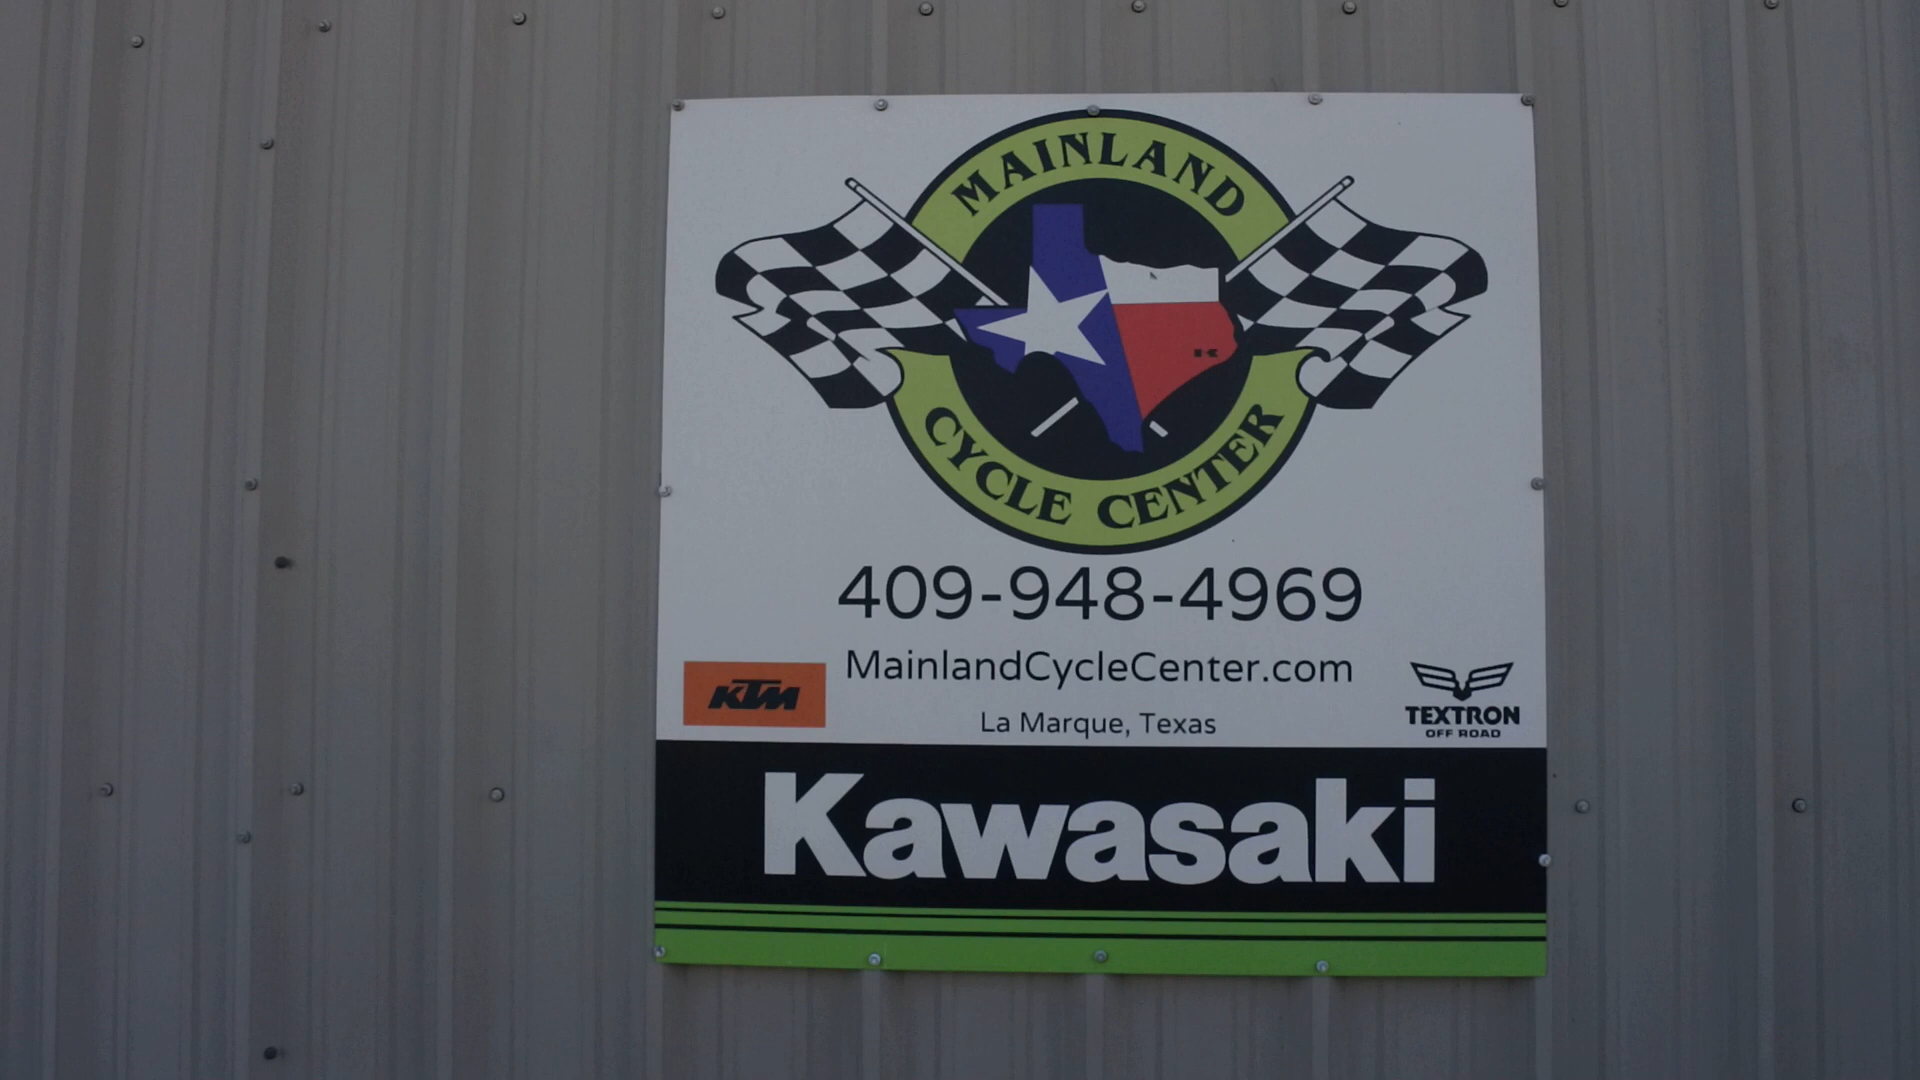 MAINLAND
CYCLE CENTER
409-948-4969
MainlandCycleCenter.com
KTM
La Marque, Texas
TEXTRON
OFF ROAD
Kawasaki